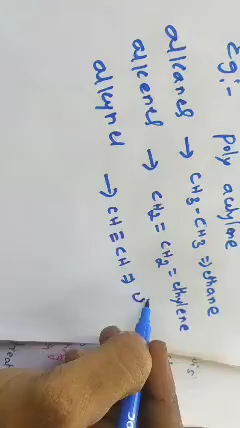 Eg:- Poly acetylene
alkanes → CH3-CH3 ⇒ ethane
alkenes → CH2 = CH2 = ethylene
alkynes → CH≡CH ⇒